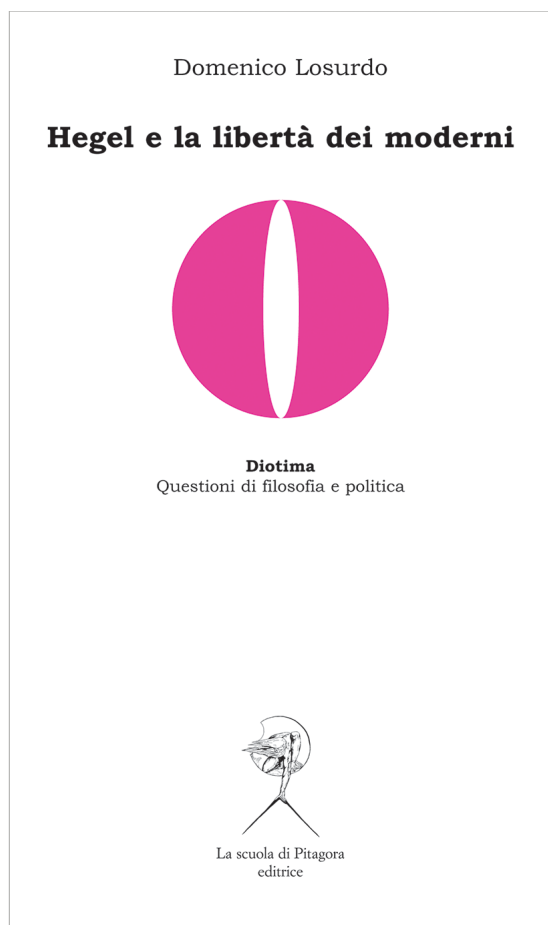 Domenico Losurdo
Hegel e la libertà dei moderni
Diotima
Questioni di filosofia e politica
La scuola di Pitagora
editrice